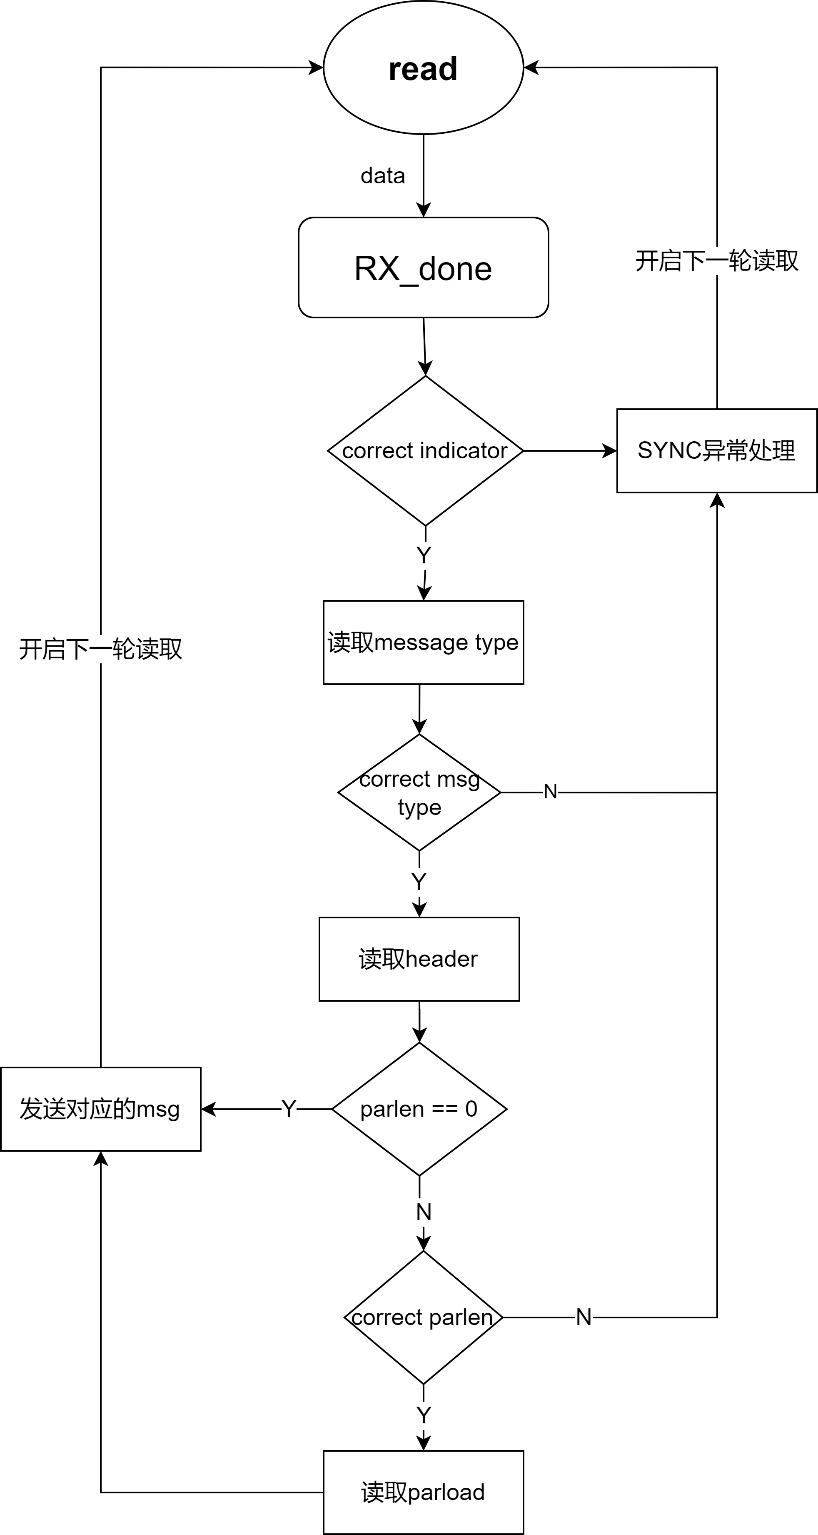 read
data
RX_done
开启下一轮读取
correct indicator
SYNC异常处理
Y
读取message type
开启下一轮读取
correct msg
type
N
Y
读取header
发送对应的msg
Y
parlen == 0
N
correct parlen
N
Y
读取parload